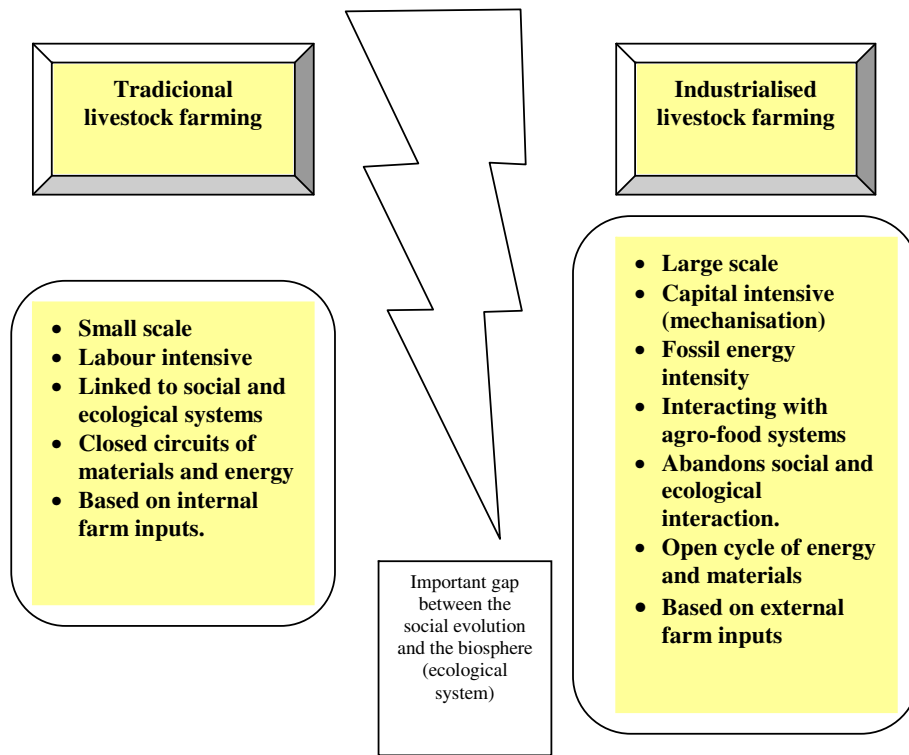 Tradicional
livestock farming
Industrialised
livestock farming
• Small scale
• Labour intensive
• Linked to social and
ecological systems
• Closed circuits of
materials and energy
• Based on internal
farm inputs.
Important gap
between the
social evolution
and the biosphere
(ecological
system)
• Large scale
• Capital intensive
(mechanisation)
• Fossil energy
intensity
• Interacting with
agro-food systems
• Abandons social and
ecological
interaction.
• Open cycle of energy
and materials
• Based on external
farm inputs